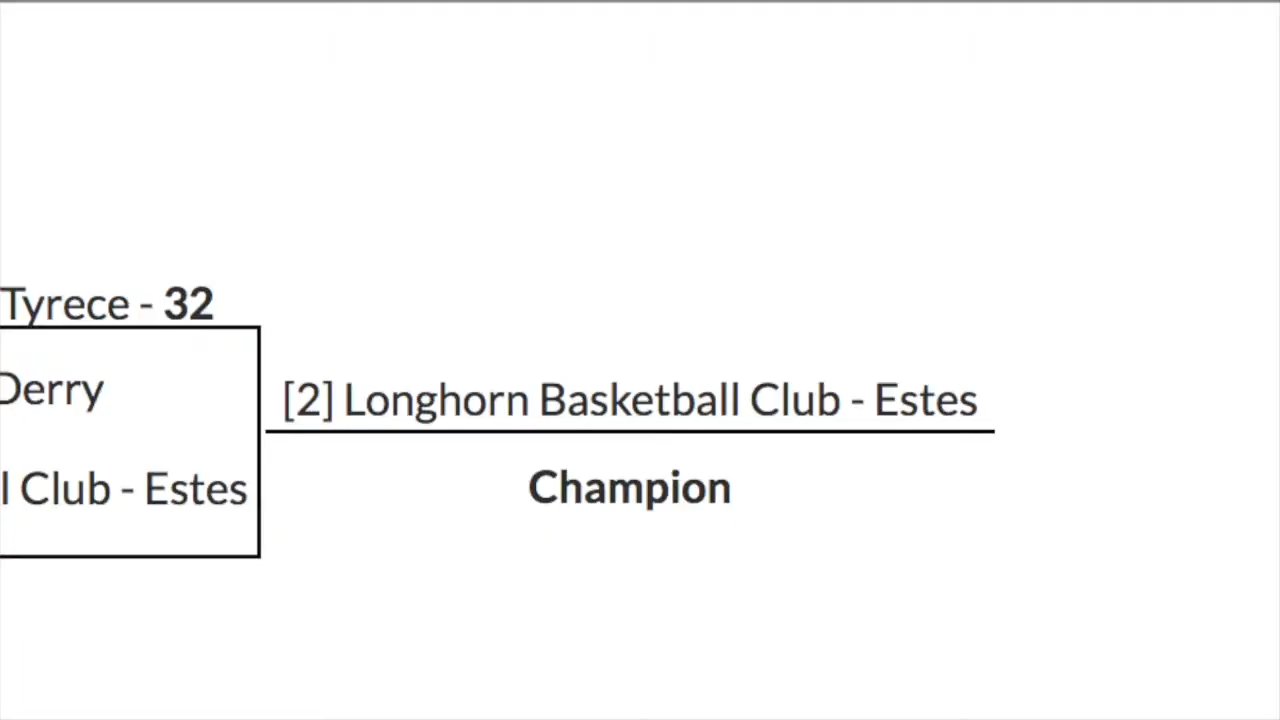 Tyrece - 32
Derry
[2] Longhorn Basketball Club - Estes
Champion
l Club - Estes